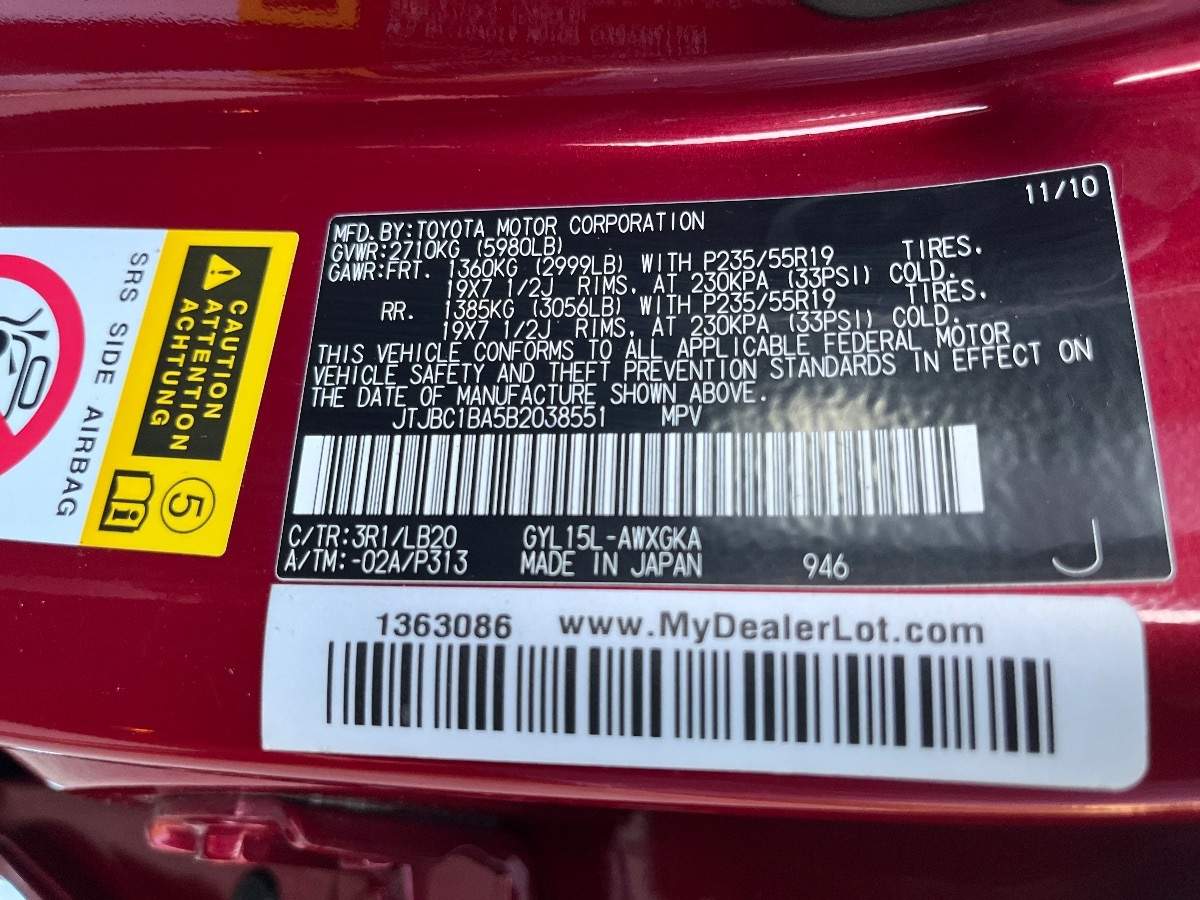 11/10
MFD.BY:TOYOTA MOTOR CORPORATION
GVWR:2710KG (5980LB)
GAWR:FRT. 1360KG (2999LB) WITH P235/55R19 TIRES.
19X7 1/2J RIMS, AT 230KPA (33PSI) COLD.
RR. 1385KG (3056LB) WITH P235/55R19 TIRES.
19X7 1/2J RIMS, AT 230KPA (33PSI) COLD.
THIS VEHICLE CONFORMS TO ALL APPLICABLE FEDERAL MOTOR
VEHICLE SAFETY AND THEFT PREVENTION STANDARDS IN EFFECT ON
THE DATE OF MANUFACTURE SHOWN ABOVE.
JTJBC1BA5B2038551 MPV
C/TR:3R1/LB20 GYL15L-AWXGKA
A/TM:-02A/P313 MADE IN JAPAN 946
J
1363086 www.MyDealerLot.com
CAUTION
ATTENTION
ACHTUNG
5
SRS SIDE AIRBAG